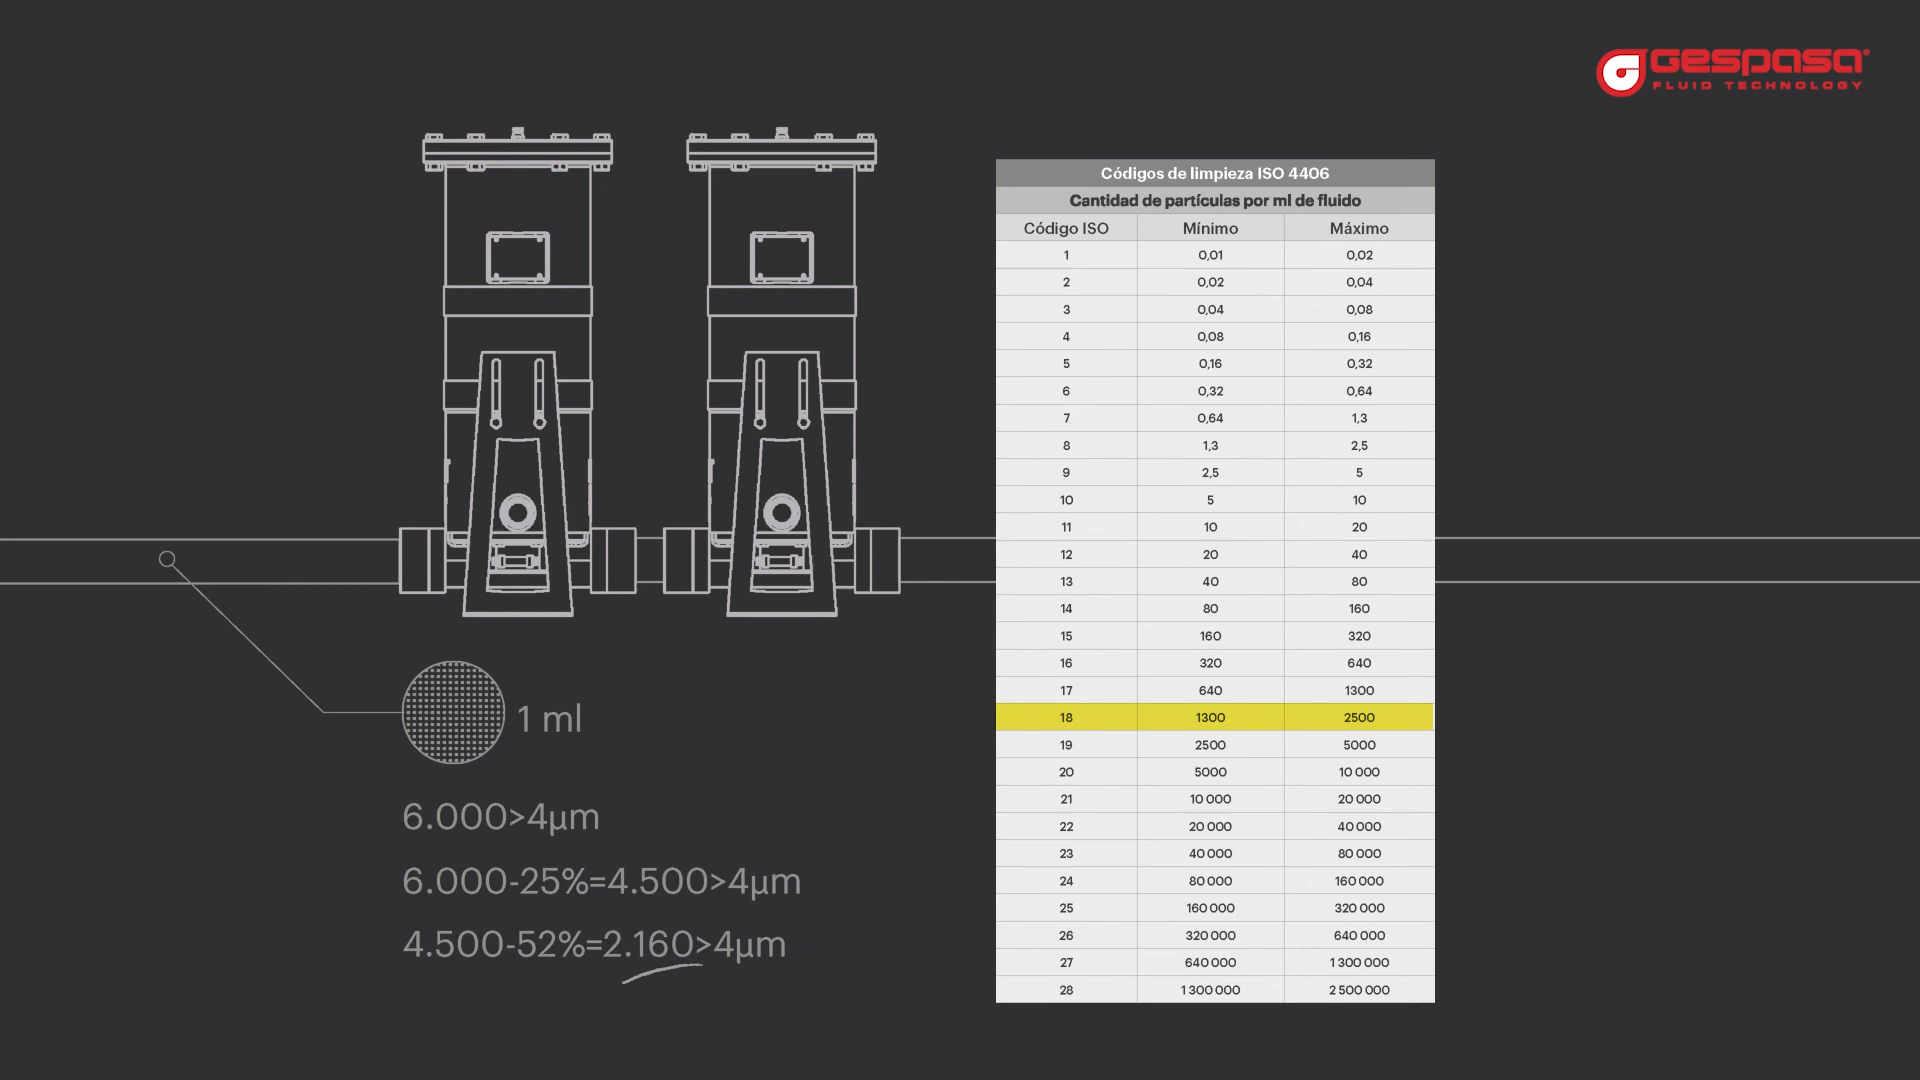 Gespasa®
FLUID TECHNOLOGY
Códigos de limpieza ISO 4406
Cantidad de partículas por ml de fluido
Código ISO Mínimo Máximo
1 0,01 0,02
2 0,02 0,04
3 0,04 0,08
4 0,08 0,16
5 0,16 0,32
6 0,32 0,64
7 0,64 1,3
8 1,3 2,5
9 2,5 5
10 5 10
11 10 20
12 20 40
13 40 80
14 80 160
15 160 320
16 320 640
17 640 1300
18 1300 2500
19 2500 5000
20 5000 10 000
21 10 000 20 000
22 20 000 40 000
23 40 000 80 000
24 80 000 160 000
25 160 000 320 000
26 320 000 640 000
27 640 000 1 300 000
28 1 300 000 2 500 000
1 ml
6.000>4µm
6.000-25%=4.500>4µm
4.500-52%=2.160>4µm